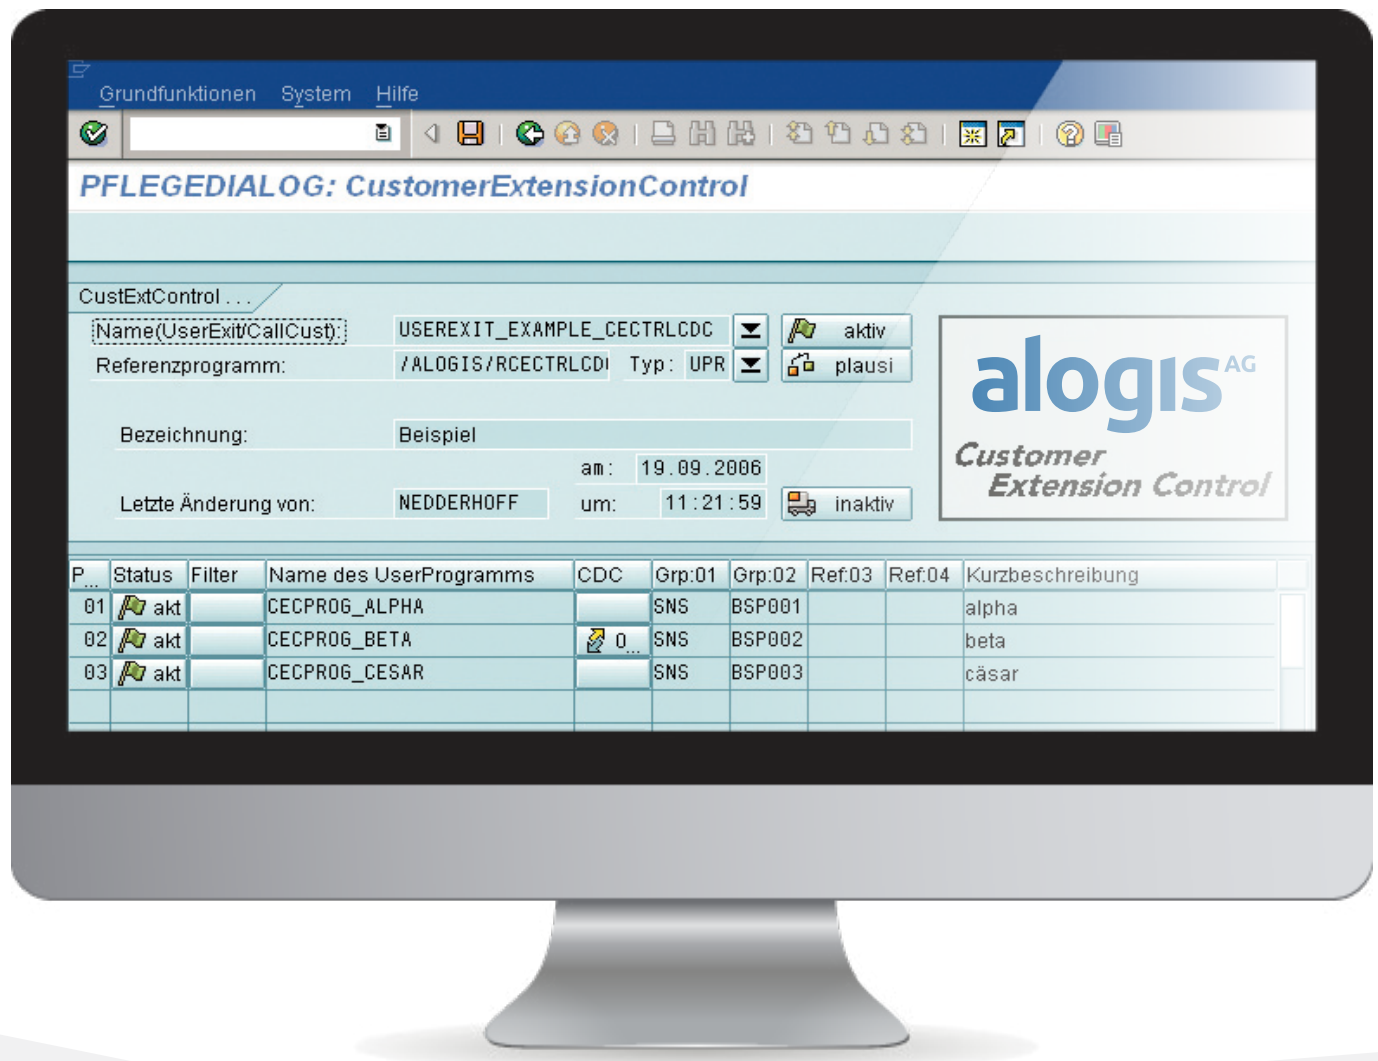 Grundfunktionen System Hilfe
PFLEGEDIALOG: CustomerExtensionControl
CustExtControl . . .
Name(UserExit/CallCust): USEREXIT_EXAMPLE_CECTRLCDC aktiv
Referenzprogramm: /ALOGIS/RCECTRLCD Typ: UPR plausi
Bezeichnung: Beispiel
am: 19.09.2006
Letzte Änderung von: NEDDERHOFF um: 11:21:59 inaktiv
alogis AG
Customer
Extension Control
P... Status Filter Name des UserProgramms CDC Grp:01 Grp:02 Ref:03 Ref:04 Kurzbeschreibung
01 akt CECPROG_ALPHA SNS BSP001 alpha
02 akt CECPROG_BETA 0... SNS BSP002 beta
03 akt CECPROG_CESAR SNS BSP003 cäsar